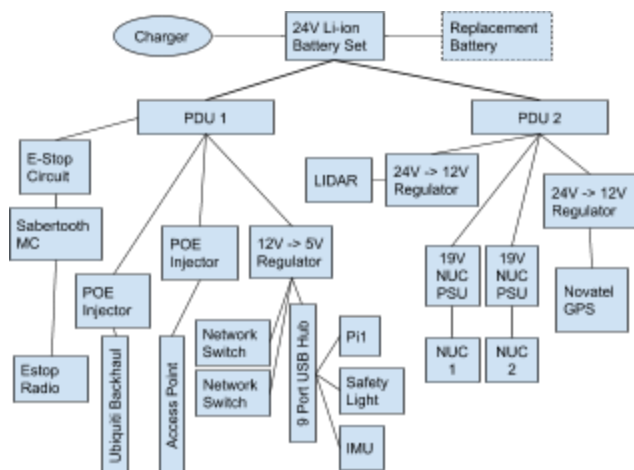 Charger
24V Li-ion
Battery Set
Replacement
Battery
PDU 1
PDU 2
E-Stop
Circuit
LIDAR
24V -> 12V
Regulator
24V -> 12V
Regulator
Sabertooth
MC
POE
Injector
12V -> 5V
Regulator
19V
NUC
PSU
19V
NUC
PSU
Novatel
GPS
POE
Injector
Network
Switch
Network
Switch
9 Port USB Hub
Pi1
Safety
Light
IMU
NUC
1
NUC
2
Estop
Radio
Ubiquiti Backhaul
Access Point